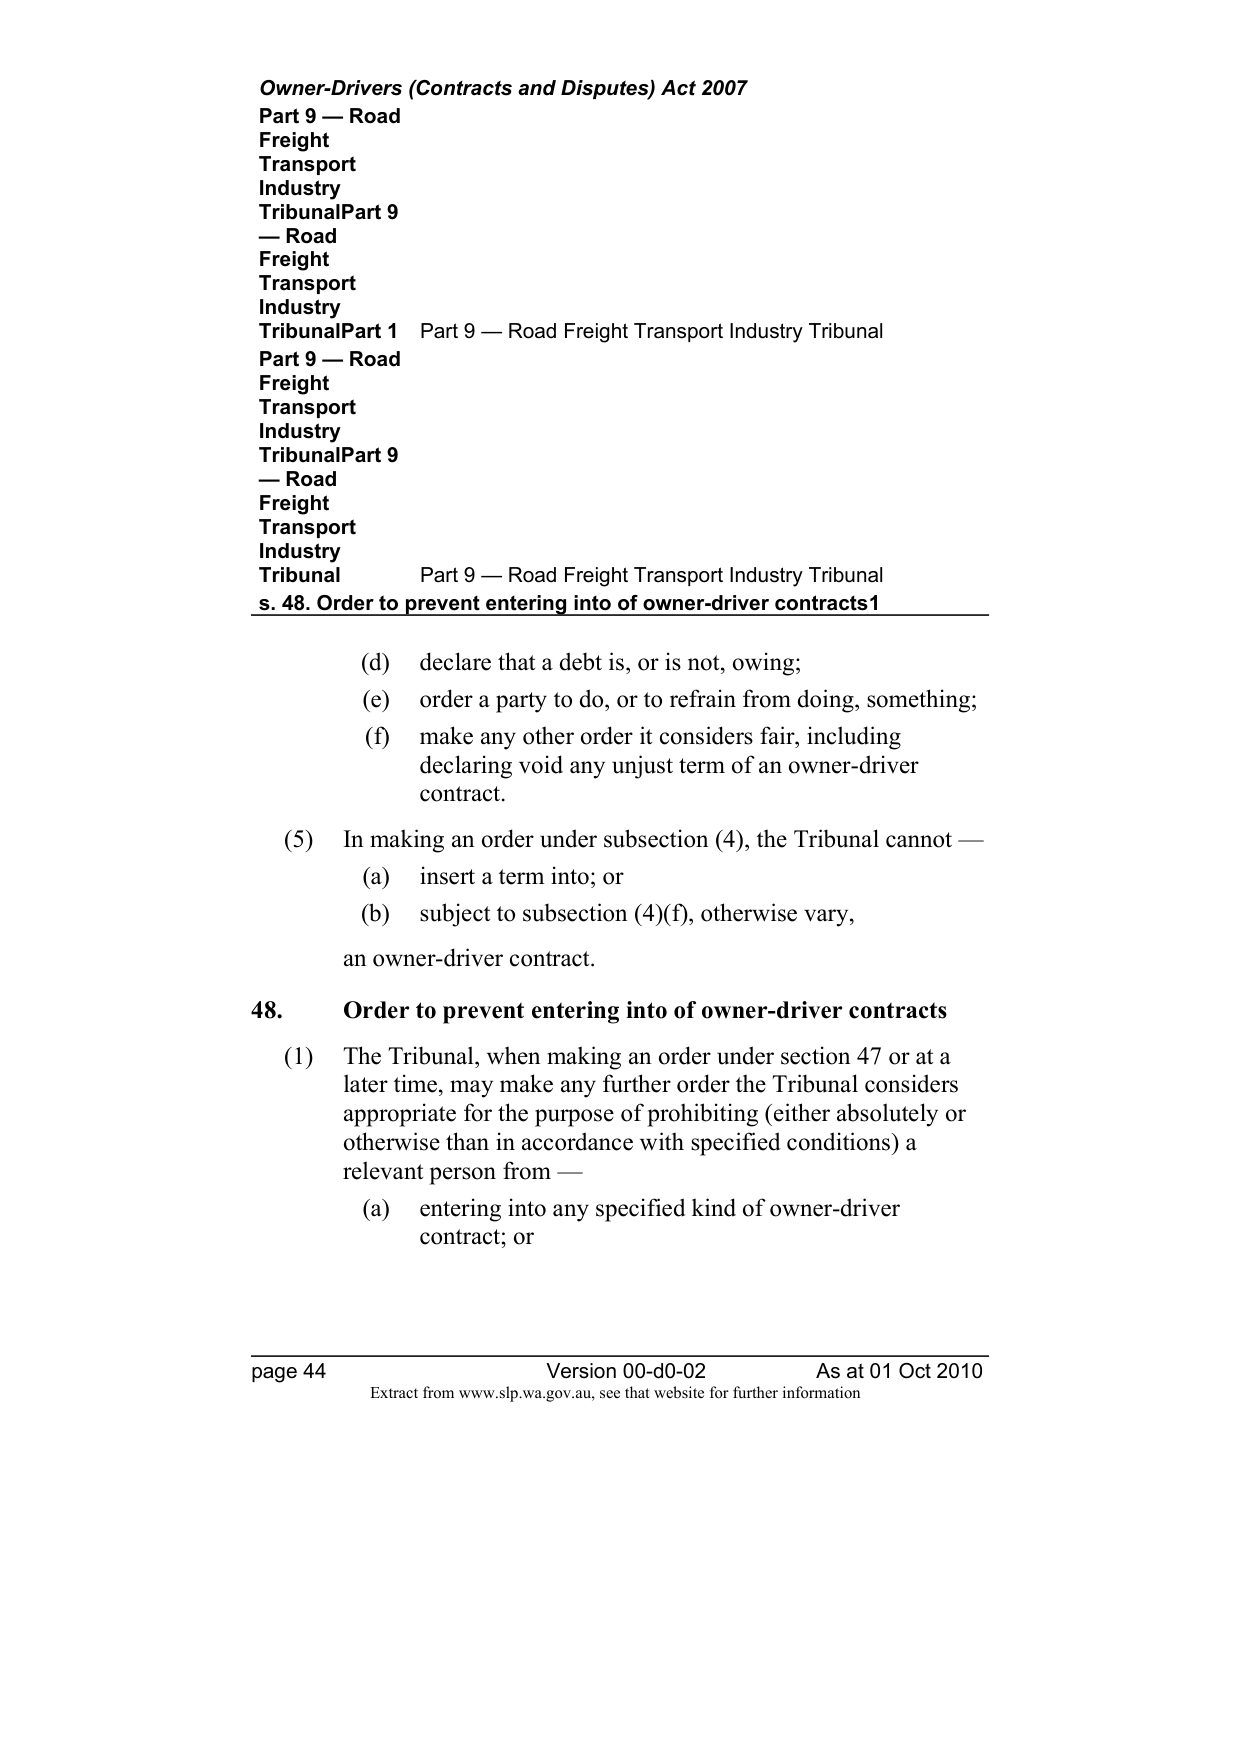 Owner-Drivers (Contracts and Disputes) Act 2007
Part 9 — Road
Freight
Transport
Industry
TribunalPart 9
— Road
Freight
Transport
Industry
TribunalPart 1 Part 9 — Road Freight Transport Industry Tribunal
Part 9 — Road
Freight
Transport
Industry
TribunalPart 9
— Road
Freight
Transport
Industry
Tribunal Part 9 — Road Freight Transport Industry Tribunal
s. 48. Order to prevent entering into of owner-driver contracts1
(d) declare that a debt is, or is not, owing;
(e) order a party to do, or to refrain from doing, something;
(f) make any other order it considers fair, including
declaring void any unjust term of an owner-driver
contract.
(5) In making an order under subsection (4), the Tribunal cannot —
(a) insert a term into; or
(b) subject to subsection (4)(f), otherwise vary,
an owner-driver contract.
48. Order to prevent entering into of owner-driver contracts
(1) The Tribunal, when making an order under section 47 or at a
later time, may make any further order the Tribunal considers
appropriate for the purpose of prohibiting (either absolutely or
otherwise than in accordance with specified conditions) a
relevant person from —
(a) entering into any specified kind of owner-driver
contract; or
page 44 Version 00-d0-02 As at 01 Oct 2010
Extract from www.slp.wa.gov.au, see that website for further information